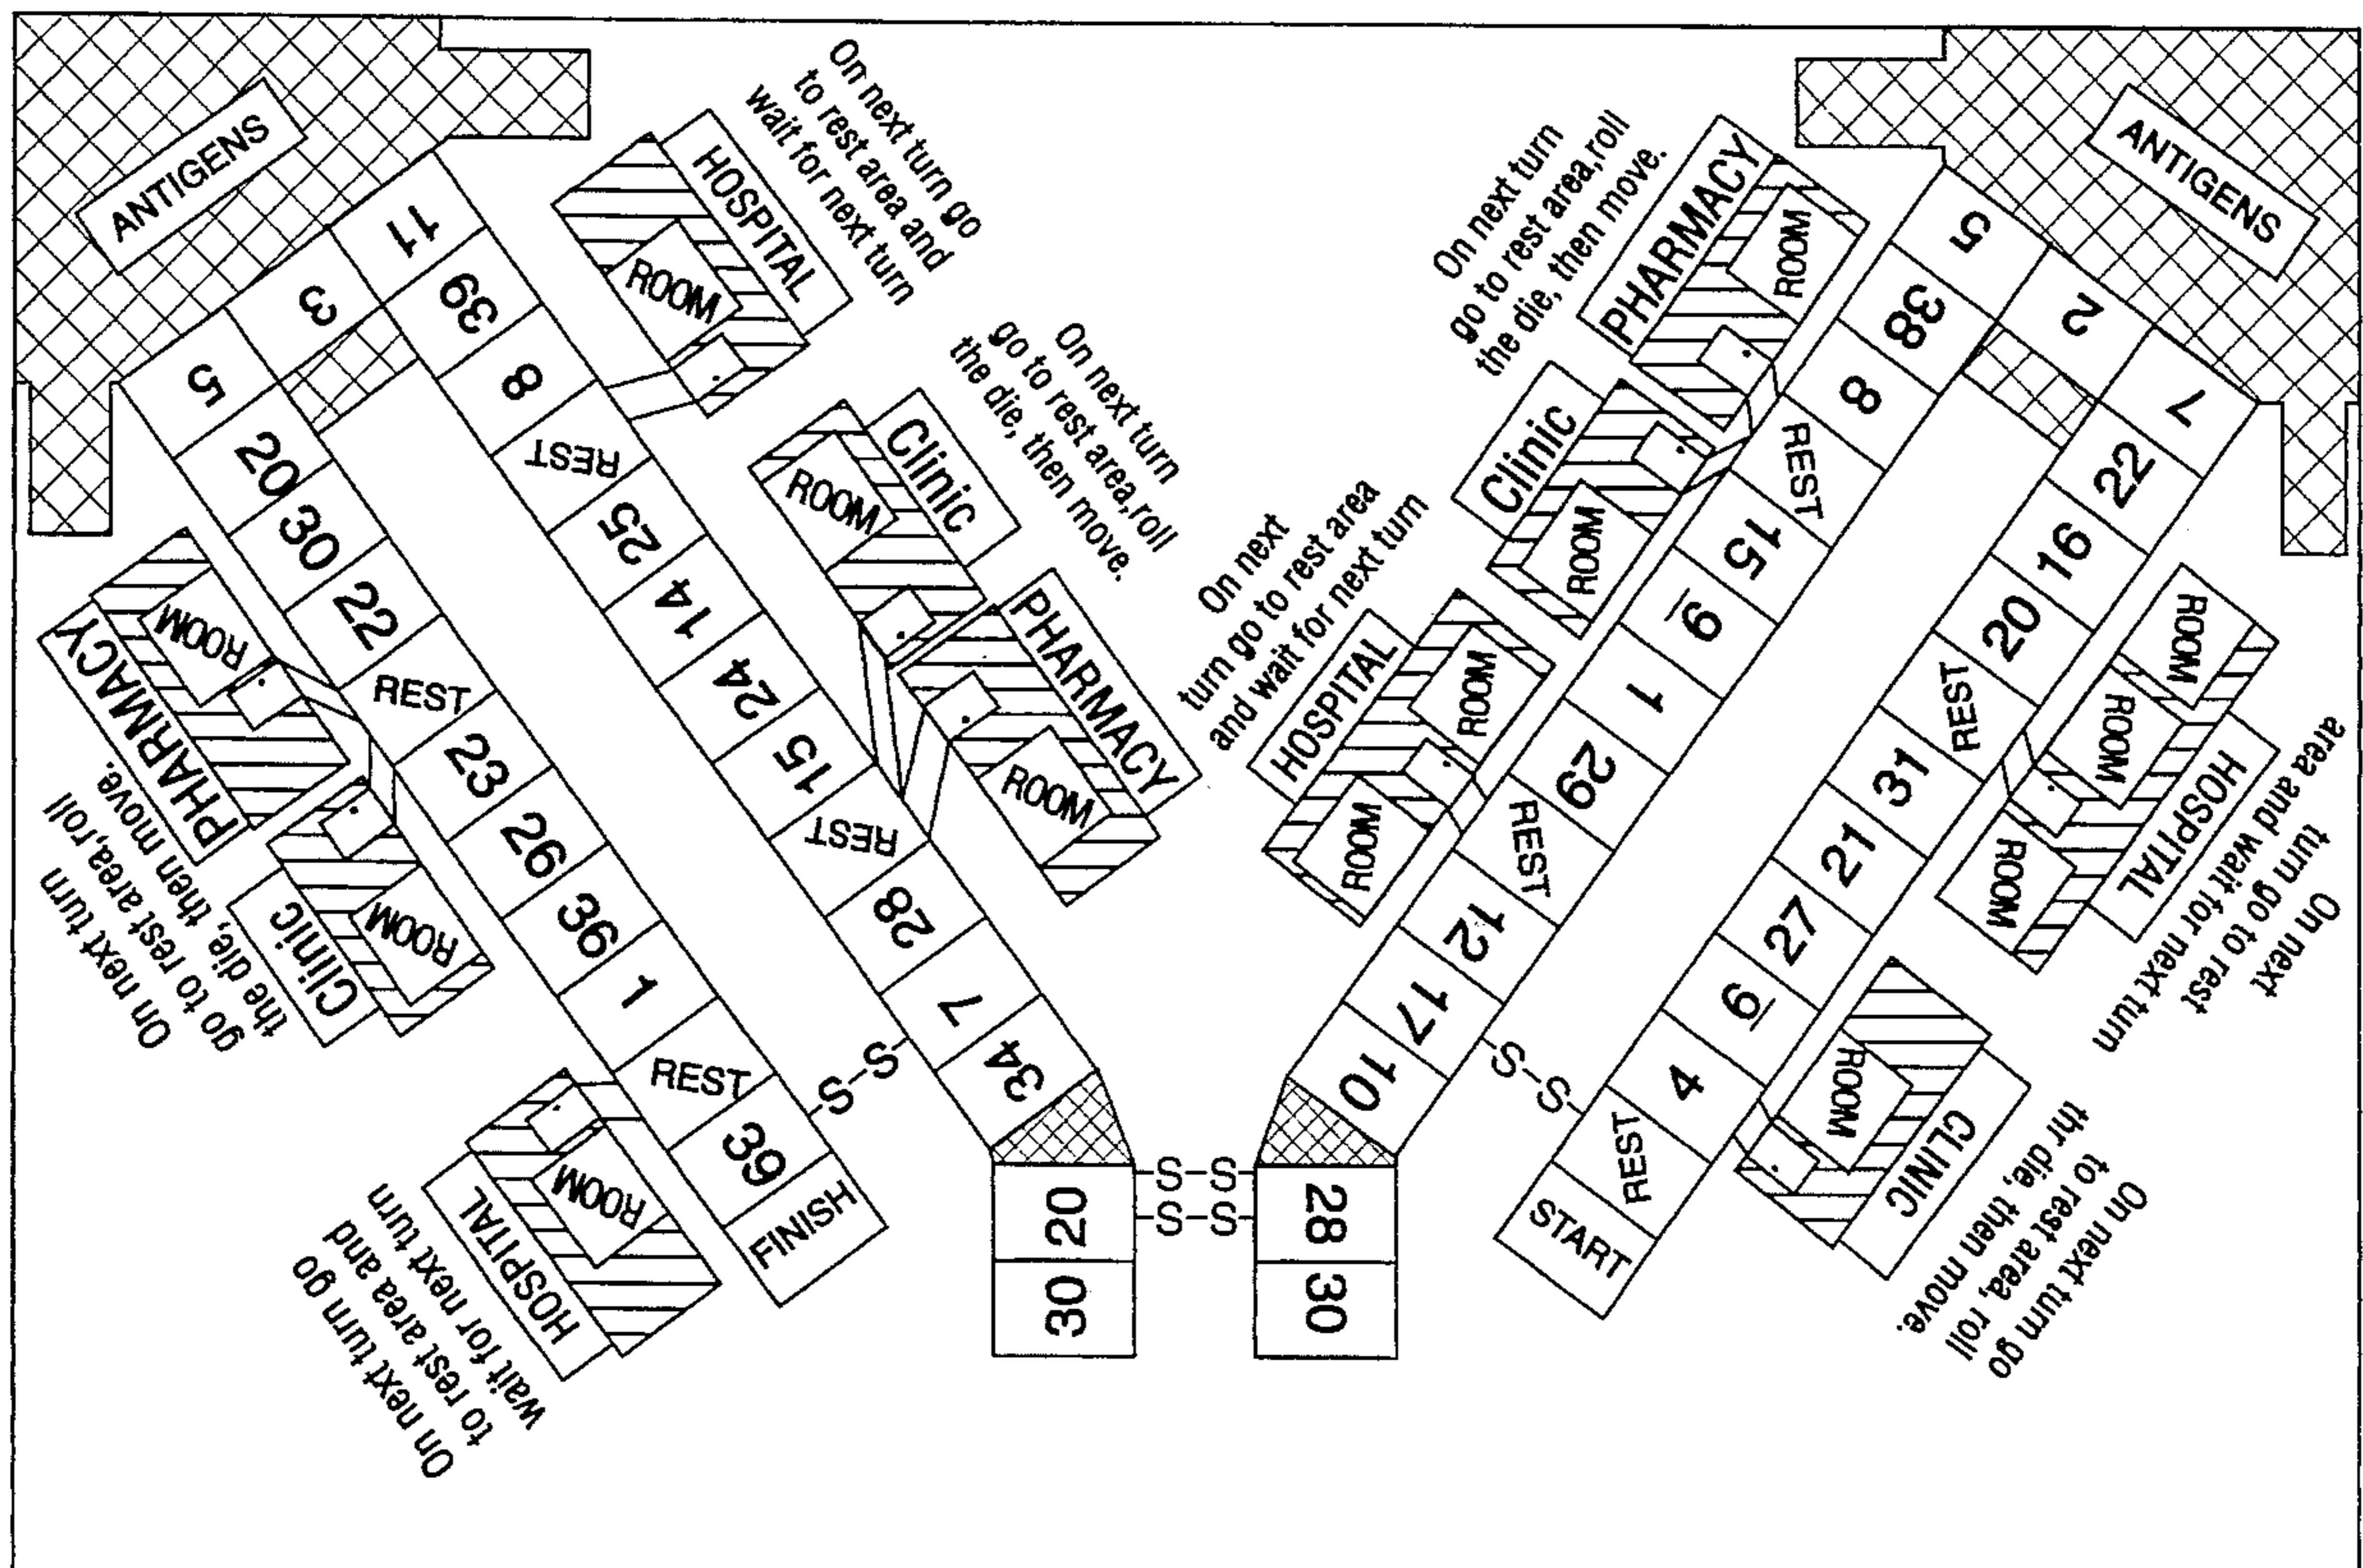 START
REST
4
9
27
21
31
REST
20
16
22
7
2
5
38
8
REST
15
9
1
29
REST
12
17
10
28
30
S-S
S-S
S-S
S-S
20
30
34
7
28
REST
15
24
14
25
REST
8
39
11
3
5
20
30
22
REST
23
26
36
1
REST
39
FINISH
ANTIGENS
ANTIGENS
CLINIC
ROOM
On next turn go
to rest area, roll
thr die, then move.
HOSPITAL
ROOM
ROOM
ROOM
On next
turn go to rest
area and wait for next turn
PHARMACY
ROOM
On next turn
go to rest area,roll
the die, then move.
Clinic
ROOM
HOSPITAL
ROOM
ROOM
On next
turn go to rest area
and wait for next turn
PHARMACY
ROOM
Clinic
ROOM
On next turn
go to rest area,roll
the die, then move.
HOSPITAL
ROOM
On next turn go
to rest area and
wait for next turn
PHARMACY
ROOM
Clinic
ROOM
On next turn
go to rest area,roll
the die, then move.
HOSPITAL
ROOM
On next turn go
to rest area and
wait for next turn